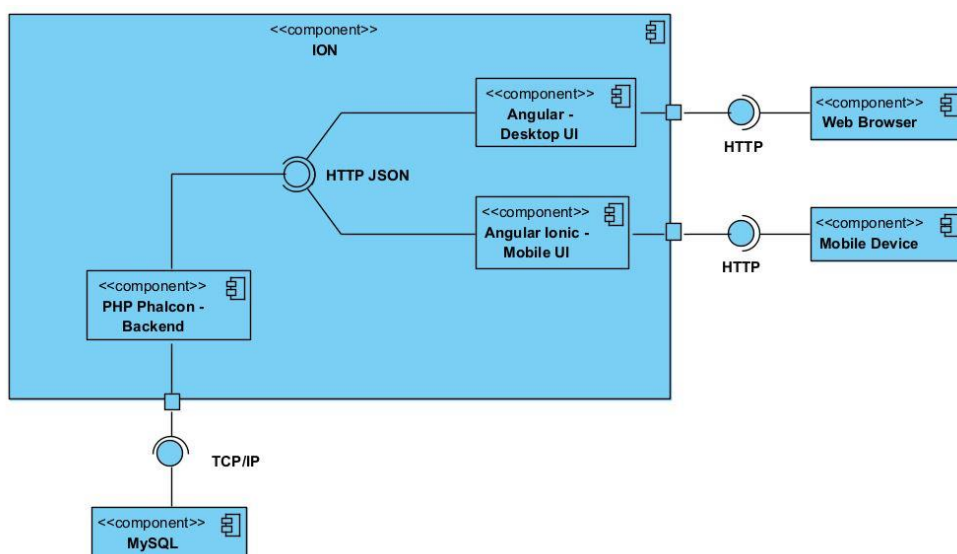 <<component>>
ION
<<component>>
Angular -
Desktop UI
HTTP
<<component>>
Web Browser
HTTP JSON
<<component>>
Angular Ionic -
Mobile UI
HTTP
<<component>>
Mobile Device
<<component>>
PHP Phalcon -
Backend
TCP/IP
<<component>>
MySQL